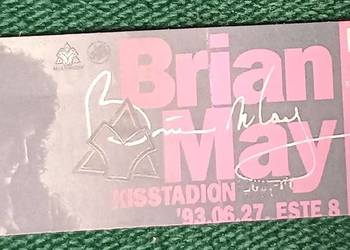 Brian
May
KISSTADION
'93.06.27. ESTE 8